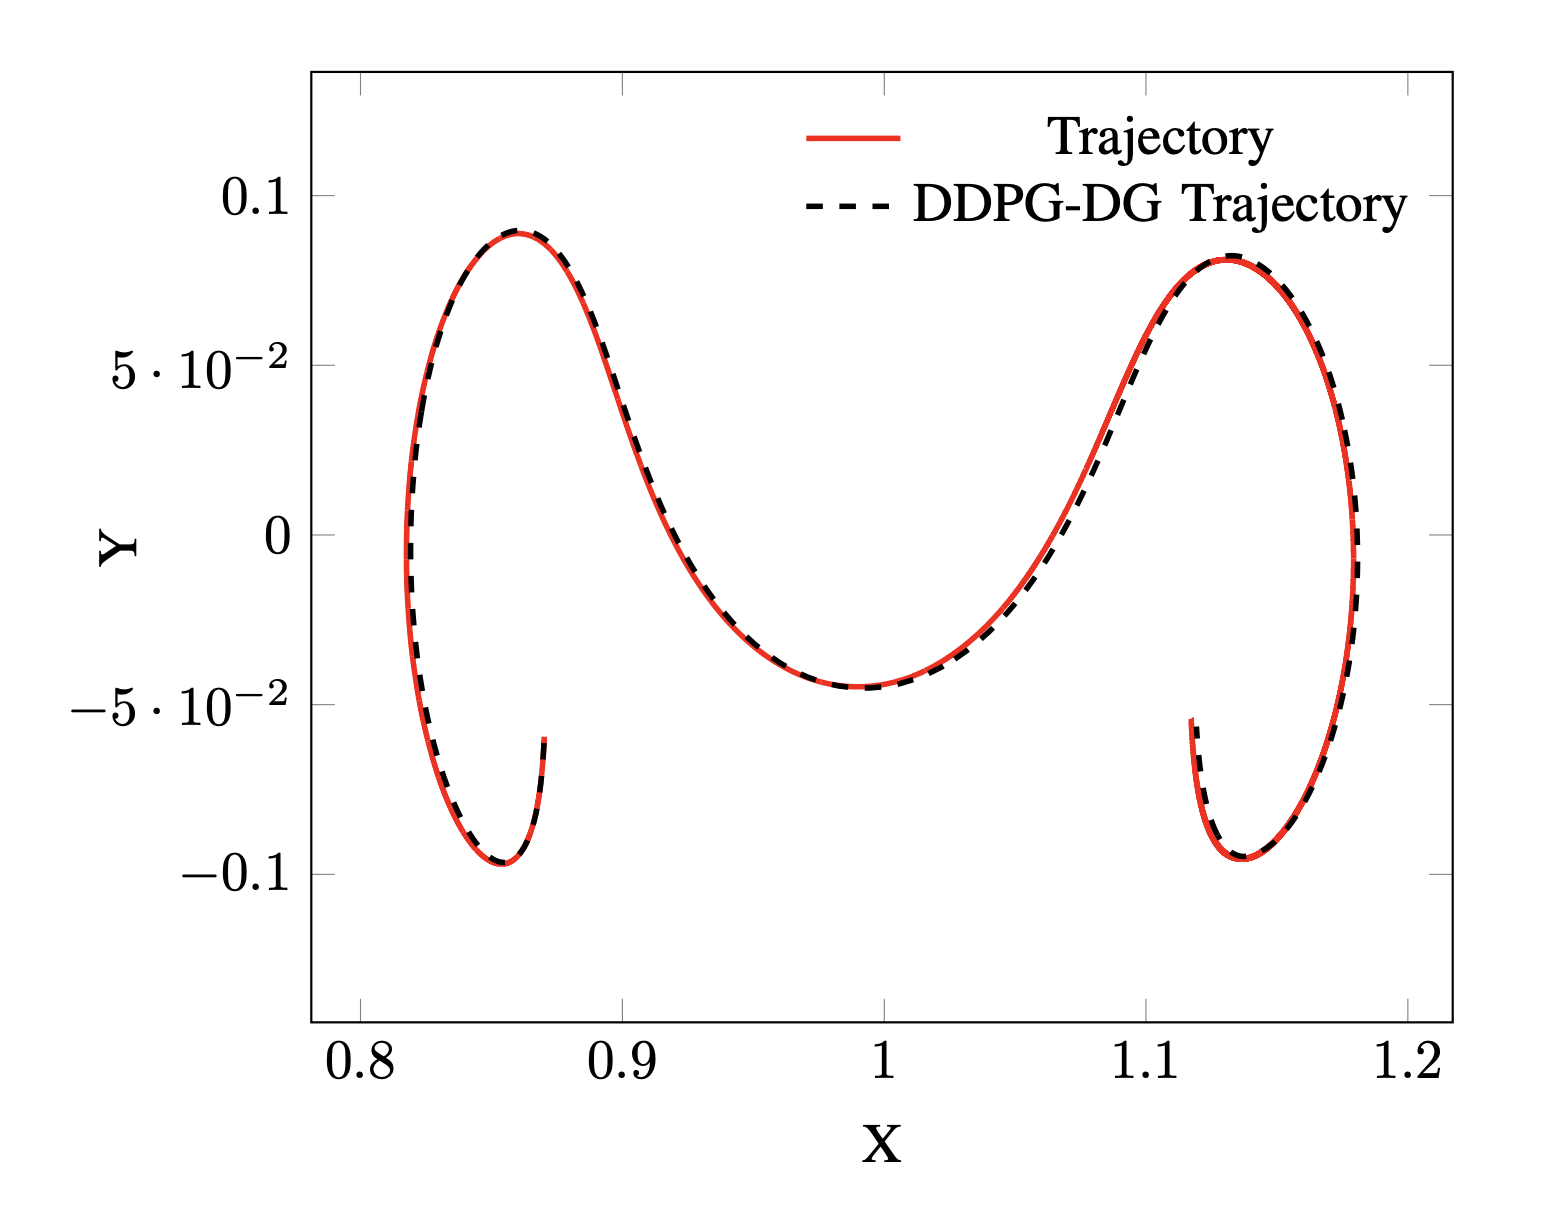 Trajectory
DDPG-DG Trajectory
0.1
5 · 10⁻²
0
−5 · 10⁻²
−0.1
Y
0.8 0.9 1 1.1 1.2
X